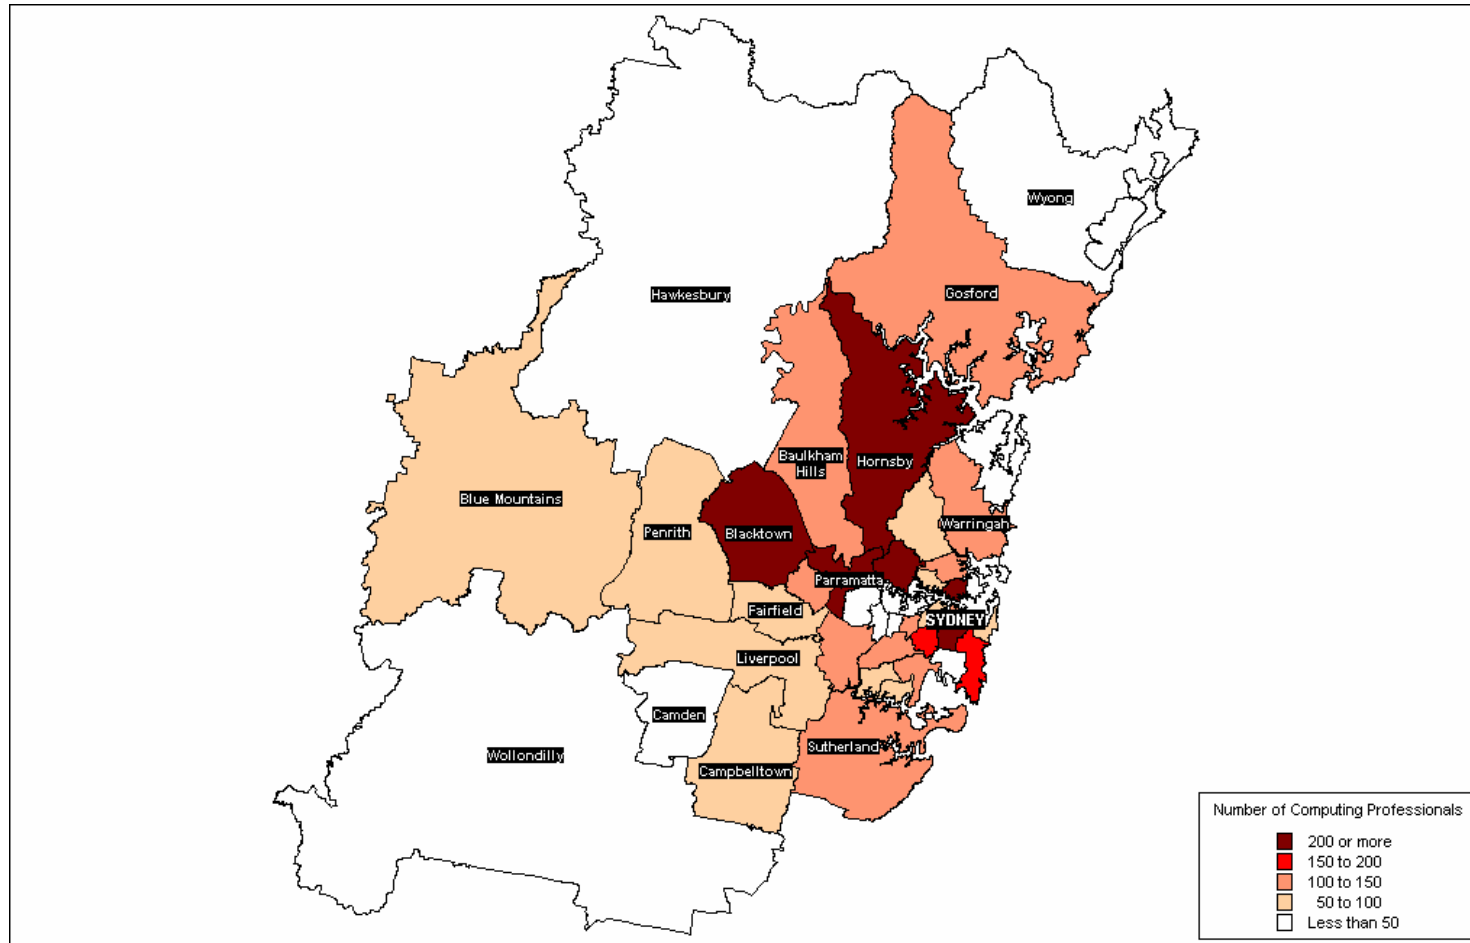 Wyong
Hawkesbury
Gosford
Baulkham
Hills
Hornsby
Blue Mountains
Penrith
Blacktown
Warringah
Parramatta
Fairfield
SYDNEY
Liverpool
Camden
Wollondilly
Sutherland
Campbelltown
Number of Computing Professionals
200 or more
150 to 200
100 to 150
50 to 100
Less than 50